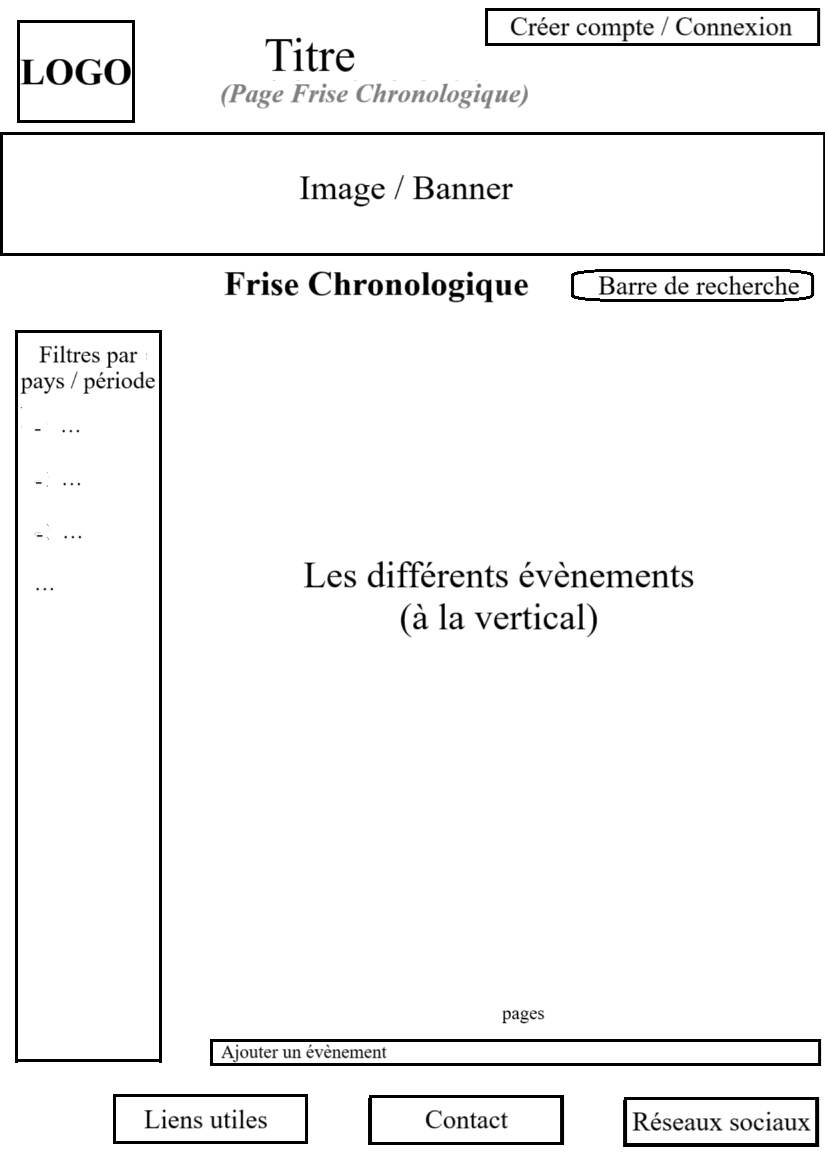 Créer compte / Connexion
LOGO
Titre
(Page Frise Chronologique)
Image / Banner
Frise Chronologique
Barre de recherche
Filtres par
pays / période
- ...
- ...
- ...
...
Les différents évènements
(à la vertical)
pages
Ajouter un évènement
Liens utiles
Contact
Réseaux sociaux